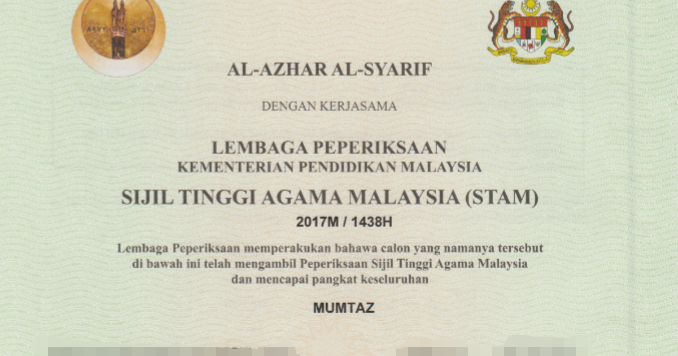 AL-AZHAR AL-SYARIF
DENGAN KERJASAMA
LEMBAGA PEPERIKSAAN
KEMENTERIAN PENDIDIKAN MALAYSIA
SIJIL TINGGI AGAMA MALAYSIA (STAM)
2017M / 1438H
Lembaga Peperiksaan memperakukan bahawa calon yang namanya tersebut
di bawah ini telah mengambil Peperiksaan Sijil Tinggi Agama Malaysia
dan mencapai pangkat keseluruhan
MUMTAZ